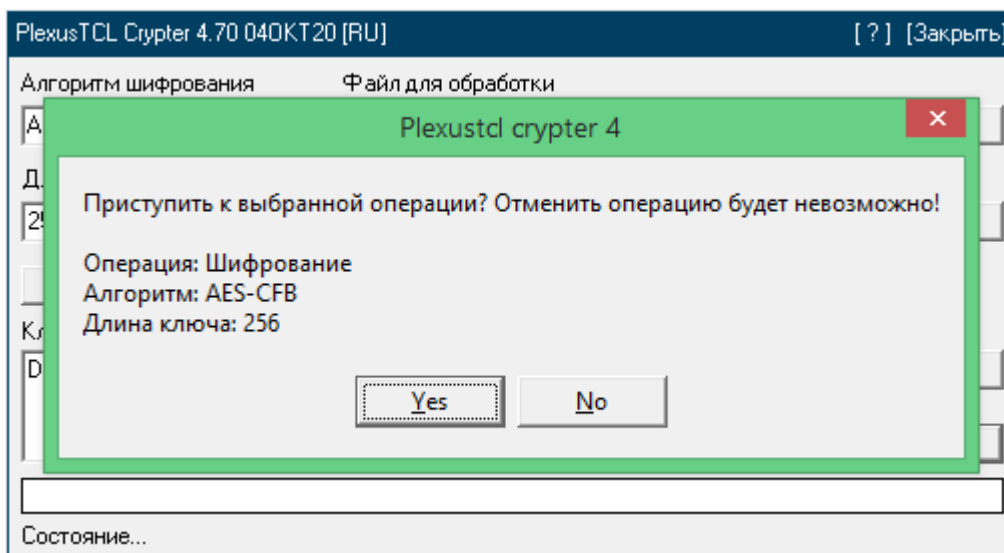 PlexusTCL Crypter 4.70 04OKT20 [RU] [ ? ] [Закрыть]
Алгоритм шифрования Файл для обработки
Plexustcl crypter 4
Приступить к выбранной операции? Отменить операцию будет невозможно!
Операция: Шифрование
Алгоритм: AES-CFB
Длина ключа: 256
Yes No
Состояние...